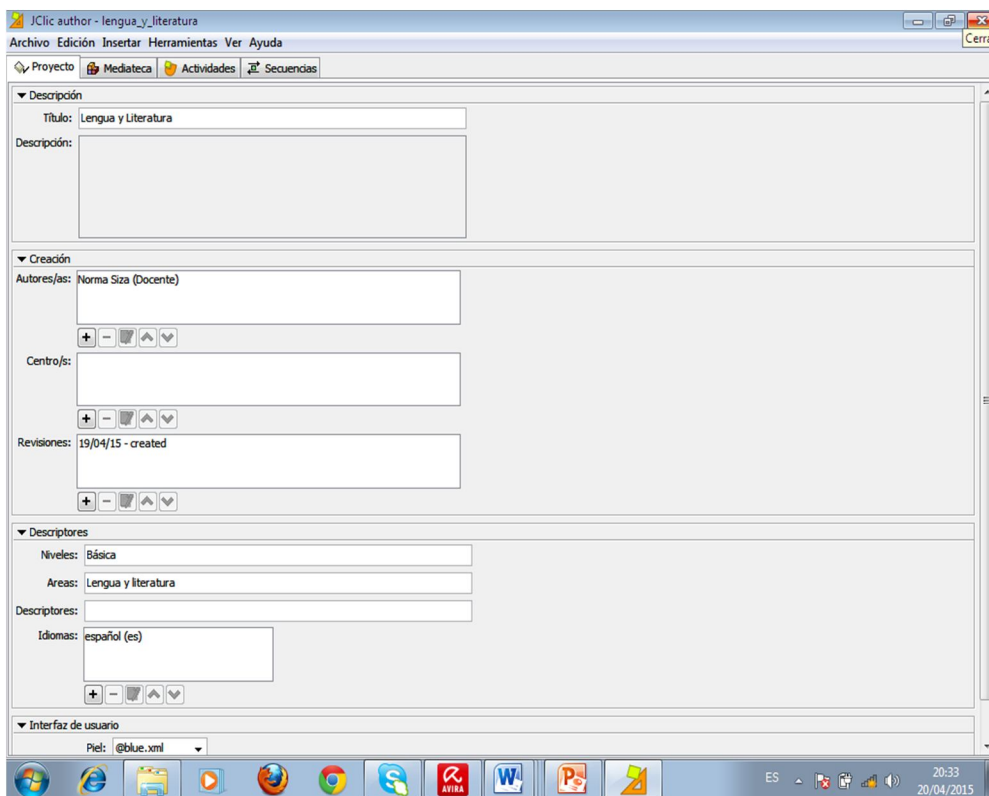 JClic author - lengua_y_literatura
Archivo Edición Insertar Herramientas Ver Ayuda
Proyecto Mediateca Actividades Secuencias
Descripción
Título: Lengua y Literatura
Descripción:
Creación
Autores/as: Norma Siza (Docente)
Centro/s:
Revisiones: 19/04/15 - created
Descriptores
Niveles: Básica
Areas: Lengua y literatura
Descriptores:
Idiomas: español (es)
Interfaz de usuario
Piel: @blue.xml
AVIRA
ES
20:33
20/04/2015